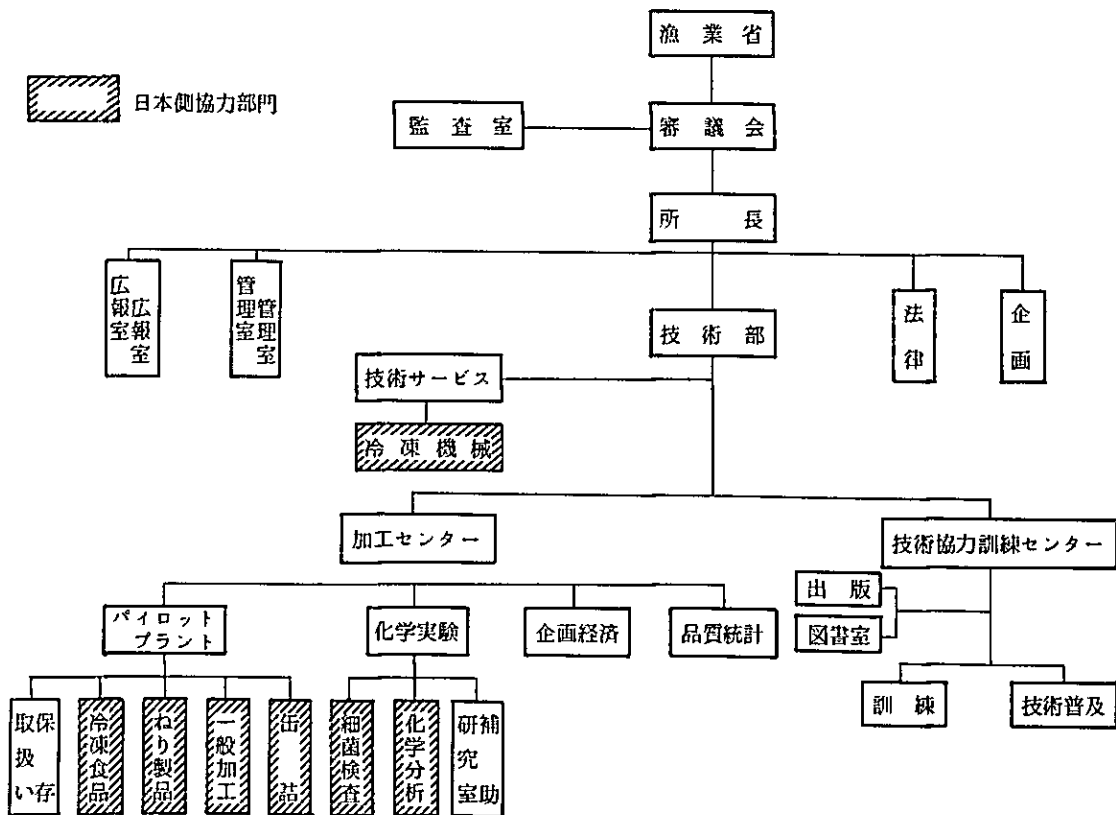 漁業省
日本側協力部門
監査室
審議会
所長
広報室
広報室
管理室
管理室
技術部
法律
企画
技術サービス
冷凍機械
加工センター
技術協力訓練センター
出版
図書室
パイロット
プラント
化学実験
企画経済
品質統計
訓練
技術普及
保存
取扱い
冷凍食品
ねり製品
一般加工
缶詰
細菌検査
化学分析
補助
研究室